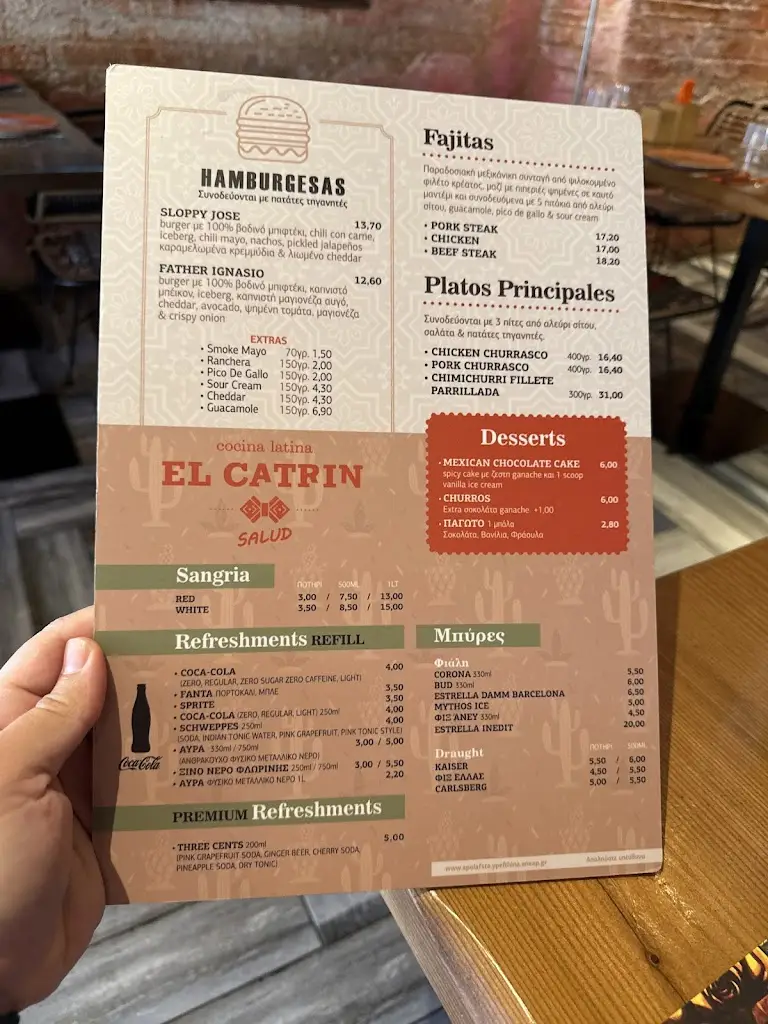 HAMBURGESAS
Συνοδεύονται με πατάτες τηγανιτές
SLOPPY JOSE 13,70
burger με 100% βοδινό μπιφτέκι, chili con carne,
iceberg, chili mayo, nachos, pickled jalapeños
καραμελωμένα κρεμμύδια & λιωμένο cheddar
FATHER IGNASIO 12,60
burger με 100% βοδινό μπιφτέκι, καπνιστό
μπέικον, iceberg, καπνιστή μαγιονέζα αυγό,
cheddar, avocado, ψημένη τομάτα, μαγιονέζα
& crispy onion
EXTRAS
• Smoke Mayo 70γρ. 1,50
• Ranchera 150γρ. 2,00
• Pico De Gallo 150γρ. 2,00
• Sour Cream 150γρ. 4,30
• Cheddar 150γρ. 4,30
• Guacamole 150γρ. 6,90
Fajitas
Παραδοσιακή μεξικάνικη συνταγή από ψιλοκομμένο
φιλέτο κρέατος, μαζί με πιπεριές ψημένες σε καυτό
μαντέμι και συνοδευόμενα με 5 πιτάκια από αλεύρι
σίτου, guacamole, pico de gallo & sour cream
• PORK STEAK 17,20
• CHICKEN 17,00
• BEEF STEAK 18,20
Platos Principales
Συνοδεύονται με 3 πίτες από αλεύρι σίτου,
σαλάτα & πατάτες τηγανητές.
• CHICKEN CHURRASCO 400γρ. 16,40
• PORK CHURRASCO 400γρ. 16,40
• CHIMICHURRI FILLETE
PARRILLADA 300γρ. 31,00
Desserts
• MEXICAN CHOCOLATE CAKE 6,00
spicy cake με ζεστη ganache και 1 scoop
vanilla ice cream
• CHURROS 6,00
Extra σοκολάτα ganache +1,00
• ΠΑΓΩΤΟ 1 μπάλα 2,80
Σοκολάτα, Βανίλια, Φράουλα
cocina latina
EL CATRIN
SALUD
Sangria
ΠΟΤΗΡΙ 500ML 1LT
RED 3,00 / 7,50 / 13,00
WHITE 3,50 / 8,50 / 15,00
Refreshments REFILL
• COCA-COLA 4,00
(ZERO, REGULAR, ZERO SUGAR ZERO CAFFEINE, LIGHT)
• FANTA ΠΟΡΤΟΚΑΛΙ, ΜΠΛΕ 3,50
• SPRITE 3,50
• COCA-COLA (ZERO, REGULAR, LIGHT) 250ml 4,00
• SCHWEPPES 250ml 4,00
(SODA, INDIAN TONIC WATER, PINK GRAPEFRUIT, PINK TONIC STYLE)
• ΑΥΡΑ 330ml / 750ml 3,00 / 5,00
(ΑΝΘΡΑΚΟΥΧΟ ΦΥΣΙΚΟ ΜΕΤΑΛΛΙΚΟ ΝΕΡΟ)
• ΞΙΝΟ ΝΕΡΟ ΦΛΩΡΙΝΗΣ 250ml / 750ml 3,00 / 5,50
• ΑΥΡΑ ΦΥΣΙΚΟ ΜΕΤΑΛΛΙΚΟ ΝΕΡΟ 1L 2,20
Coca-Cola
PREMIUM Refreshments
• THREE CENTS 200ml 5,00
(PINK GRAPEFRUIT SODA, GINGER BEER, CHERRY SODA,
PINEAPPLE SODA, DRY TONIC)
Μπύρες
Φιάλη
CORONA 330ml 5,50
BUD 330ml 6,00
ESTRELLA DAMM BARCELONA 6,50
MYTHOS ICE 5,00
ΦΙΞ ΑΝΕΥ 330ml 4,50
ESTRELLA INEDIT 20,00
Draught ΠΟΤΗΡΙ 500ML
KAISER 5,50 / 6,00
ΦΙΞ ΕΛΛΑΣ 4,50 / 5,50
CARLSBERG 5,00 / 5,50
Απολαύστε υπεύθυνα